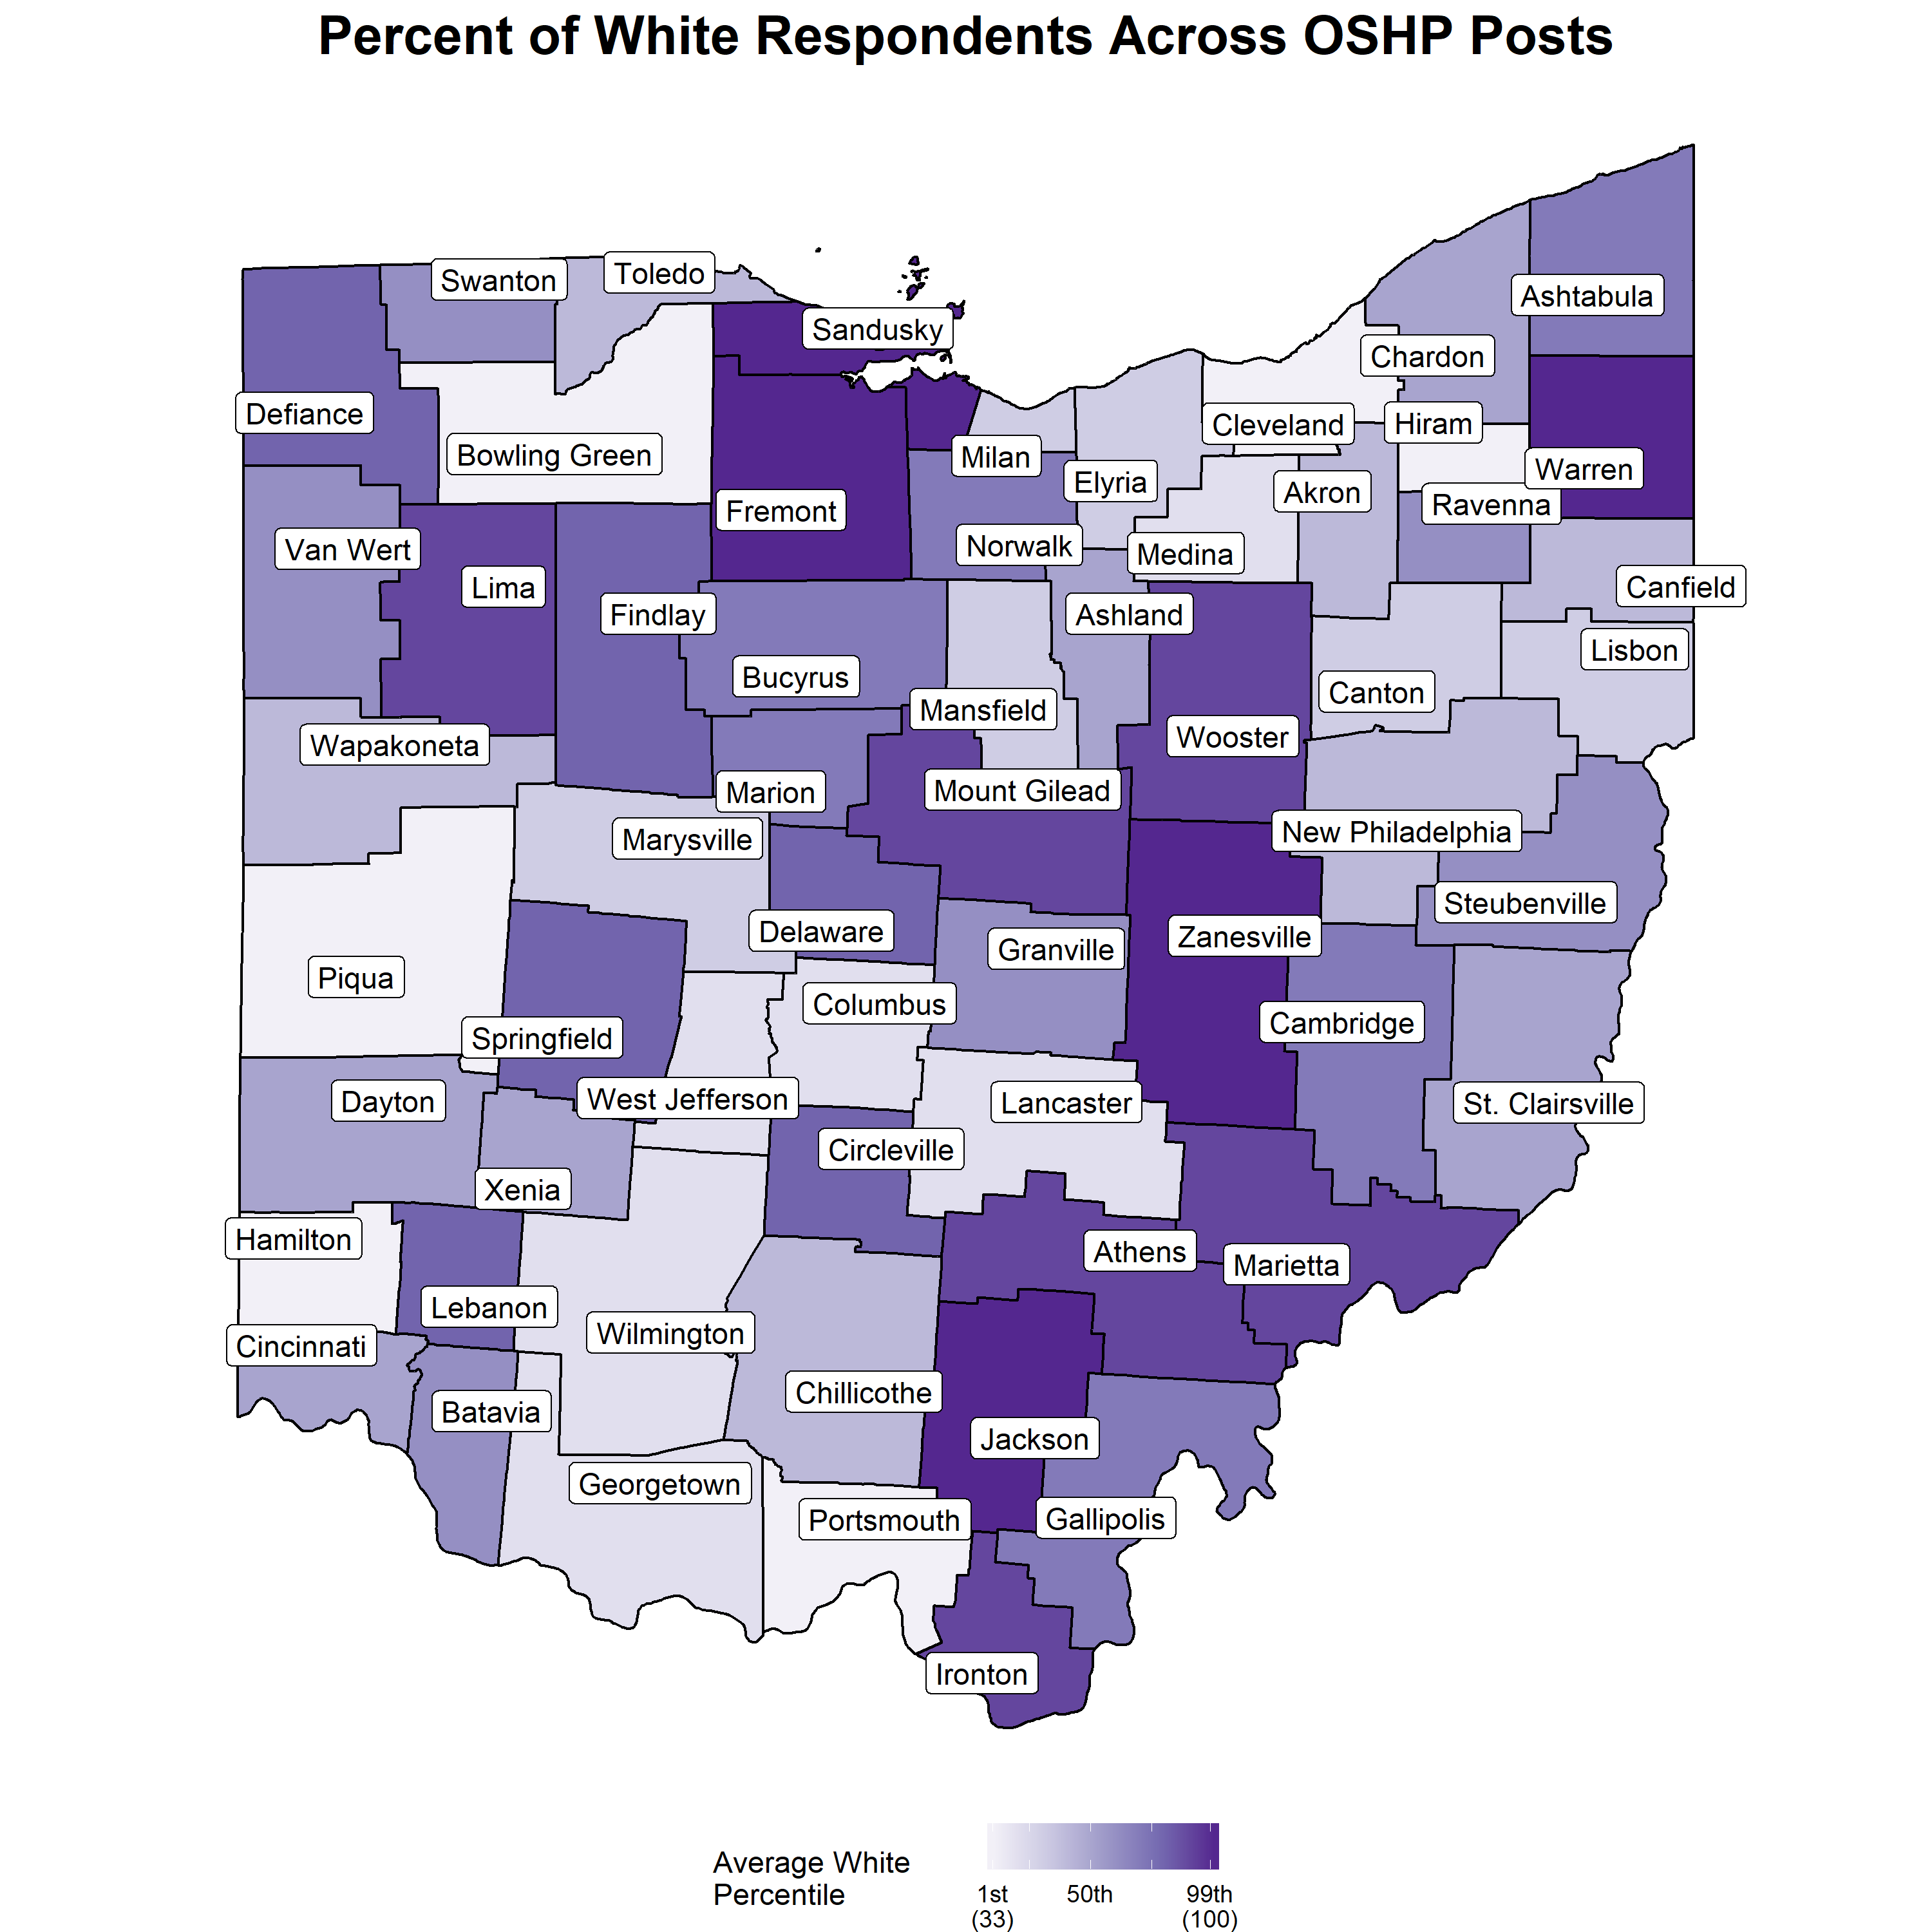 Percent of White Respondents Across OSHP Posts
Swanton
Toledo
Ashtabula
Sandusky
Chardon
Defiance
Cleveland
Hiram
Bowling Green
Milan
Warren
Elyria
Akron
Fremont
Ravenna
Van Wert
Norwalk
Medina
Lima
Canfield
Findlay
Ashland
Lisbon
Bucyrus
Canton
Mansfield
Wooster
Wapakoneta
Marion
Mount Gilead
Marysville
New Philadelphia
Steubenville
Delaware
Zanesville
Granville
Piqua
Columbus
Cambridge
Springfield
West Jefferson
Dayton
Lancaster
St. Clairsville
Circleville
Xenia
Hamilton
Athens
Marietta
Lebanon
Wilmington
Cincinnati
Chillicothe
Batavia
Jackson
Georgetown
Portsmouth
Gallipolis
Ironton
Average White
Percentile
1st
(33)
50th
99th
(100)